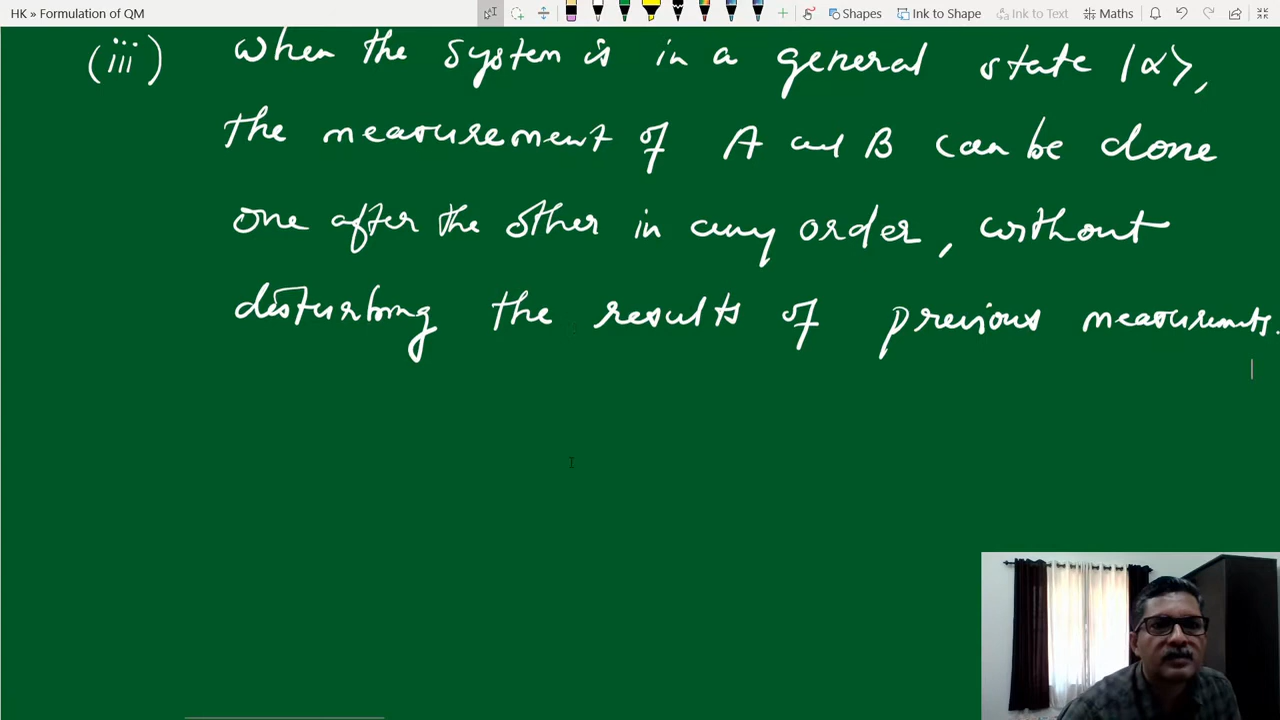 HK » Formulation of QM
Shapes Ink to Shape Ink to Text Maths
(iii) when the system is in a general state |α⟩,
the measurement of A and B can be done
one after the other in any order, without
disturbing the results of previous measurements.